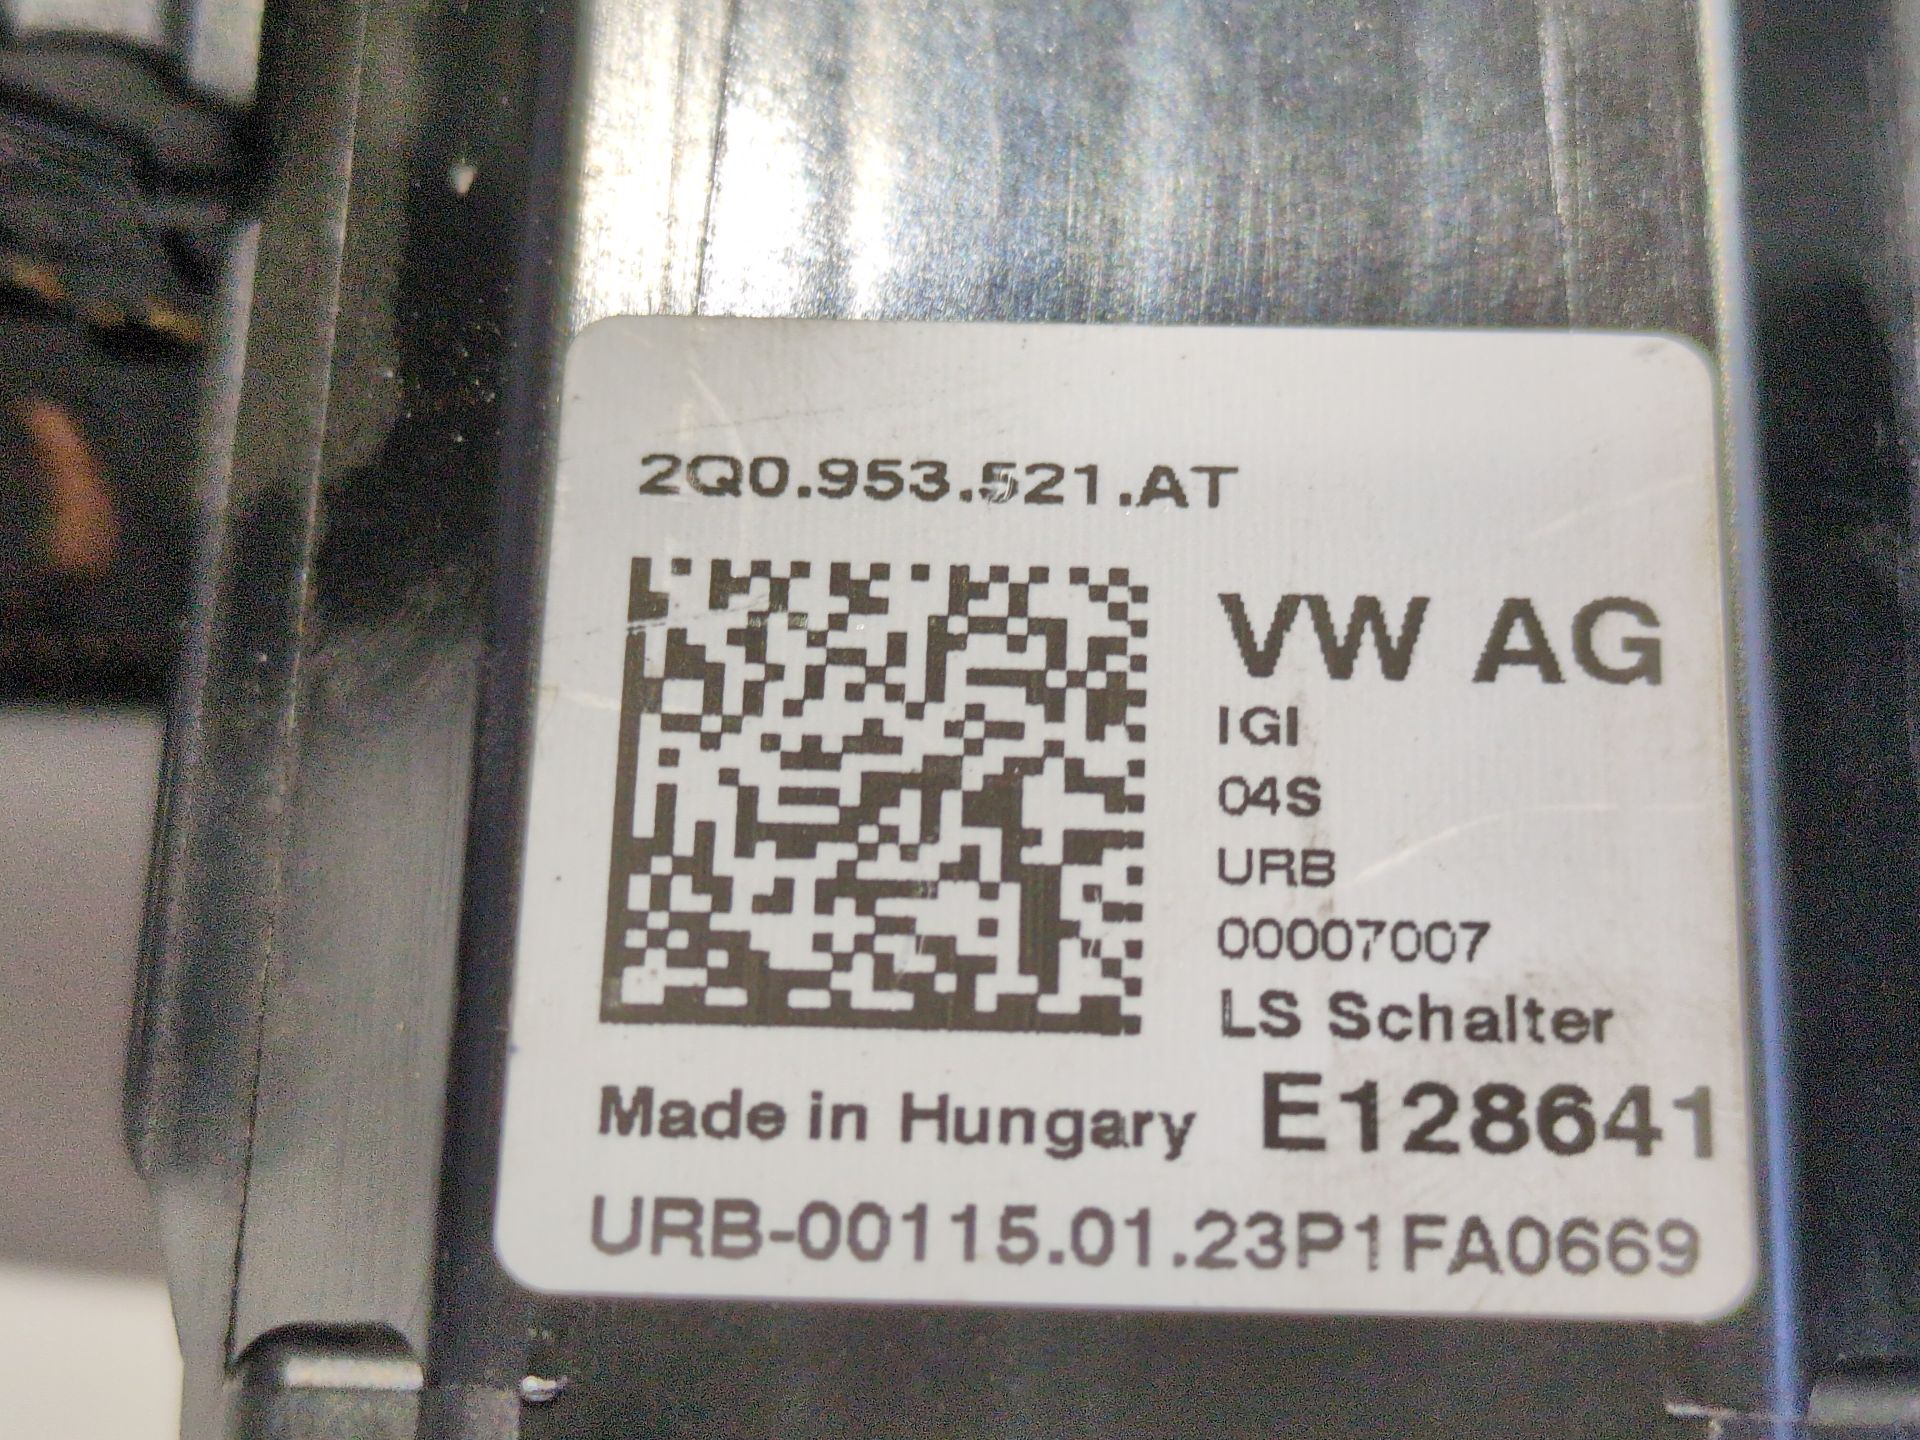 2Q0.953.521.AT
VW AG
IGI
04S
URB
00007007
LS Schalter
Made in Hungary E128641
URB-00115.01.23P1FA0669